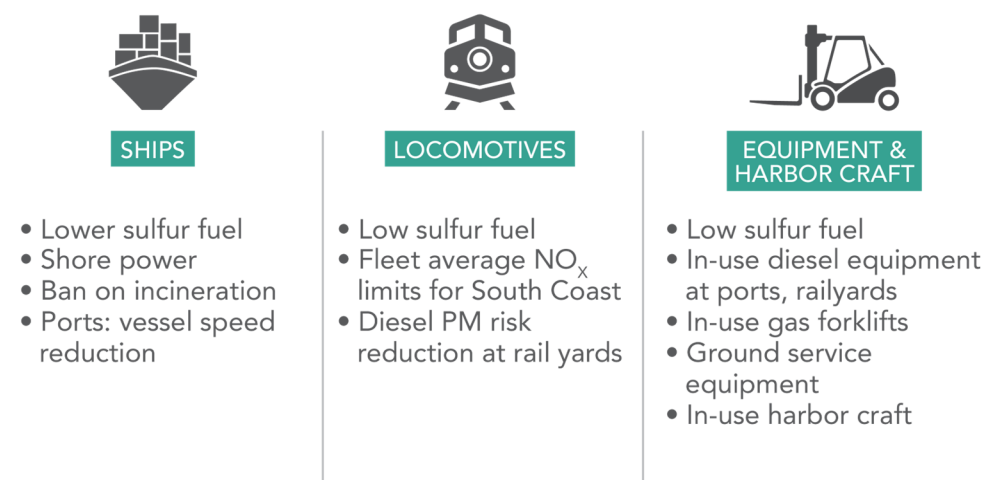 SHIPS
• Lower sulfur fuel
• Shore power
• Ban on incineration
• Ports: vessel speed
reduction
LOCOMOTIVES
• Low sulfur fuel
• Fleet average NOX
limits for South Coast
• Diesel PM risk
reduction at rail yards
EQUIPMENT &
HARBOR CRAFT
• Low sulfur fuel
• In-use diesel equipment
at ports, railyards
• In-use gas forklifts
• Ground service
equipment
• In-use harbor craft